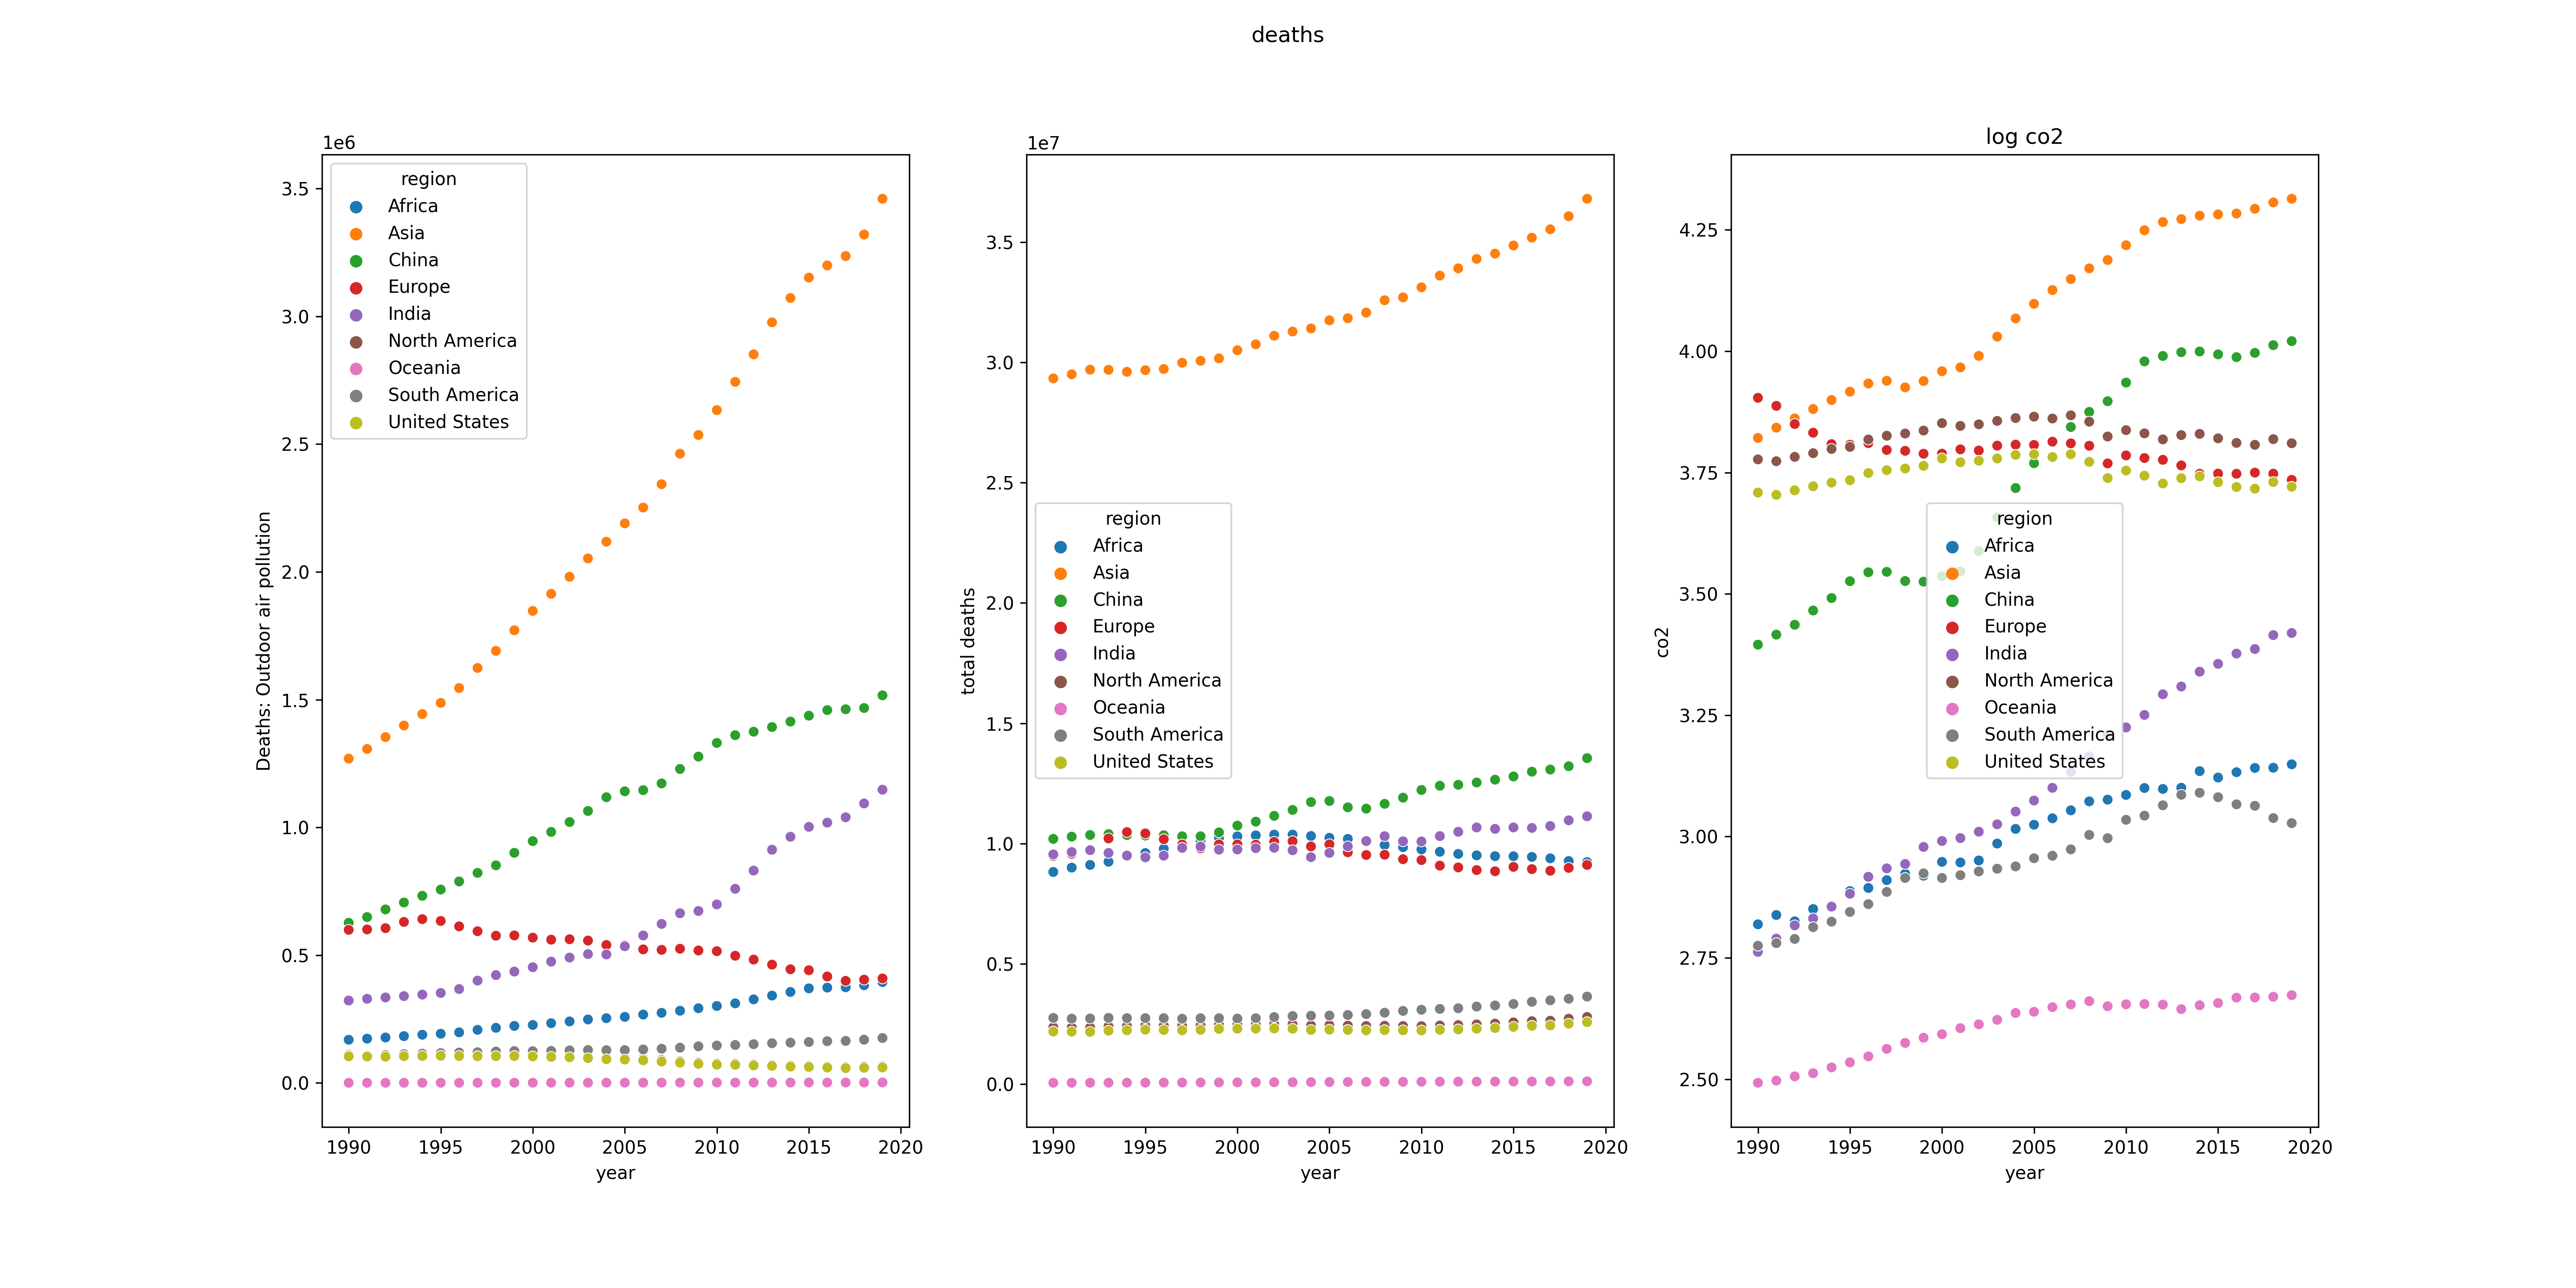 deaths
1e6
3.5
3.0
2.5
2.0
1.5
1.0
0.5
0.0
Deaths: Outdoor air pollution
region
Africa
Asia
China
Europe
India
North America
Oceania
South America
United States
1990 1995 2000 2005 2010 2015 2020
year
1e7
3.5
3.0
2.5
2.0
1.5
1.0
0.5
0.0
total deaths
region
Africa
Asia
China
Europe
India
North America
Oceania
South America
United States
1990 1995 2000 2005 2010 2015 2020
year
log co2
4.25
4.00
3.75
3.50
3.25
3.00
2.75
2.50
co2
region
Africa
Asia
China
Europe
India
North America
Oceania
South America
United States
1990 1995 2000 2005 2010 2015 2020
year